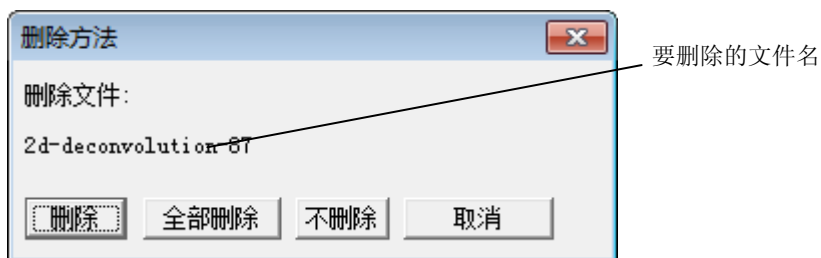 删除方法
要删除的文件名
删除文件:
2d-deconvolution-87
删除 全部删除 不删除 取消